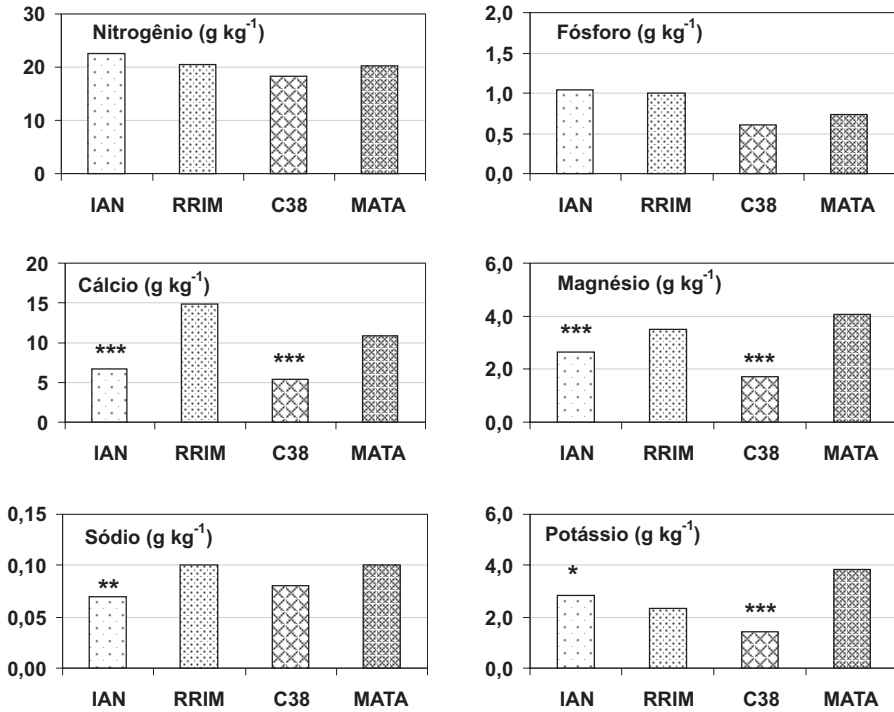 Nitrogênio (g kg-1)
30
20
10
0
IAN RRIM C38 MATA
Fósforo (g kg-1)
2,0
1,5
1,0
0,5
0,0
IAN RRIM C38 MATA
Cálcio (g kg-1)
20
15
10
5
0
***
***
IAN RRIM C38 MATA
Magnésio (g kg-1)
6,0
4,0
2,0
0,0
***
***
IAN RRIM C38 MATA
Sódio (g kg-1)
0,15
0,10
0,05
0,00
**
IAN RRIM C38 MATA
Potássio (g kg-1)
6,0
4,0
2,0
0,0
*
***
IAN RRIM C38 MATA